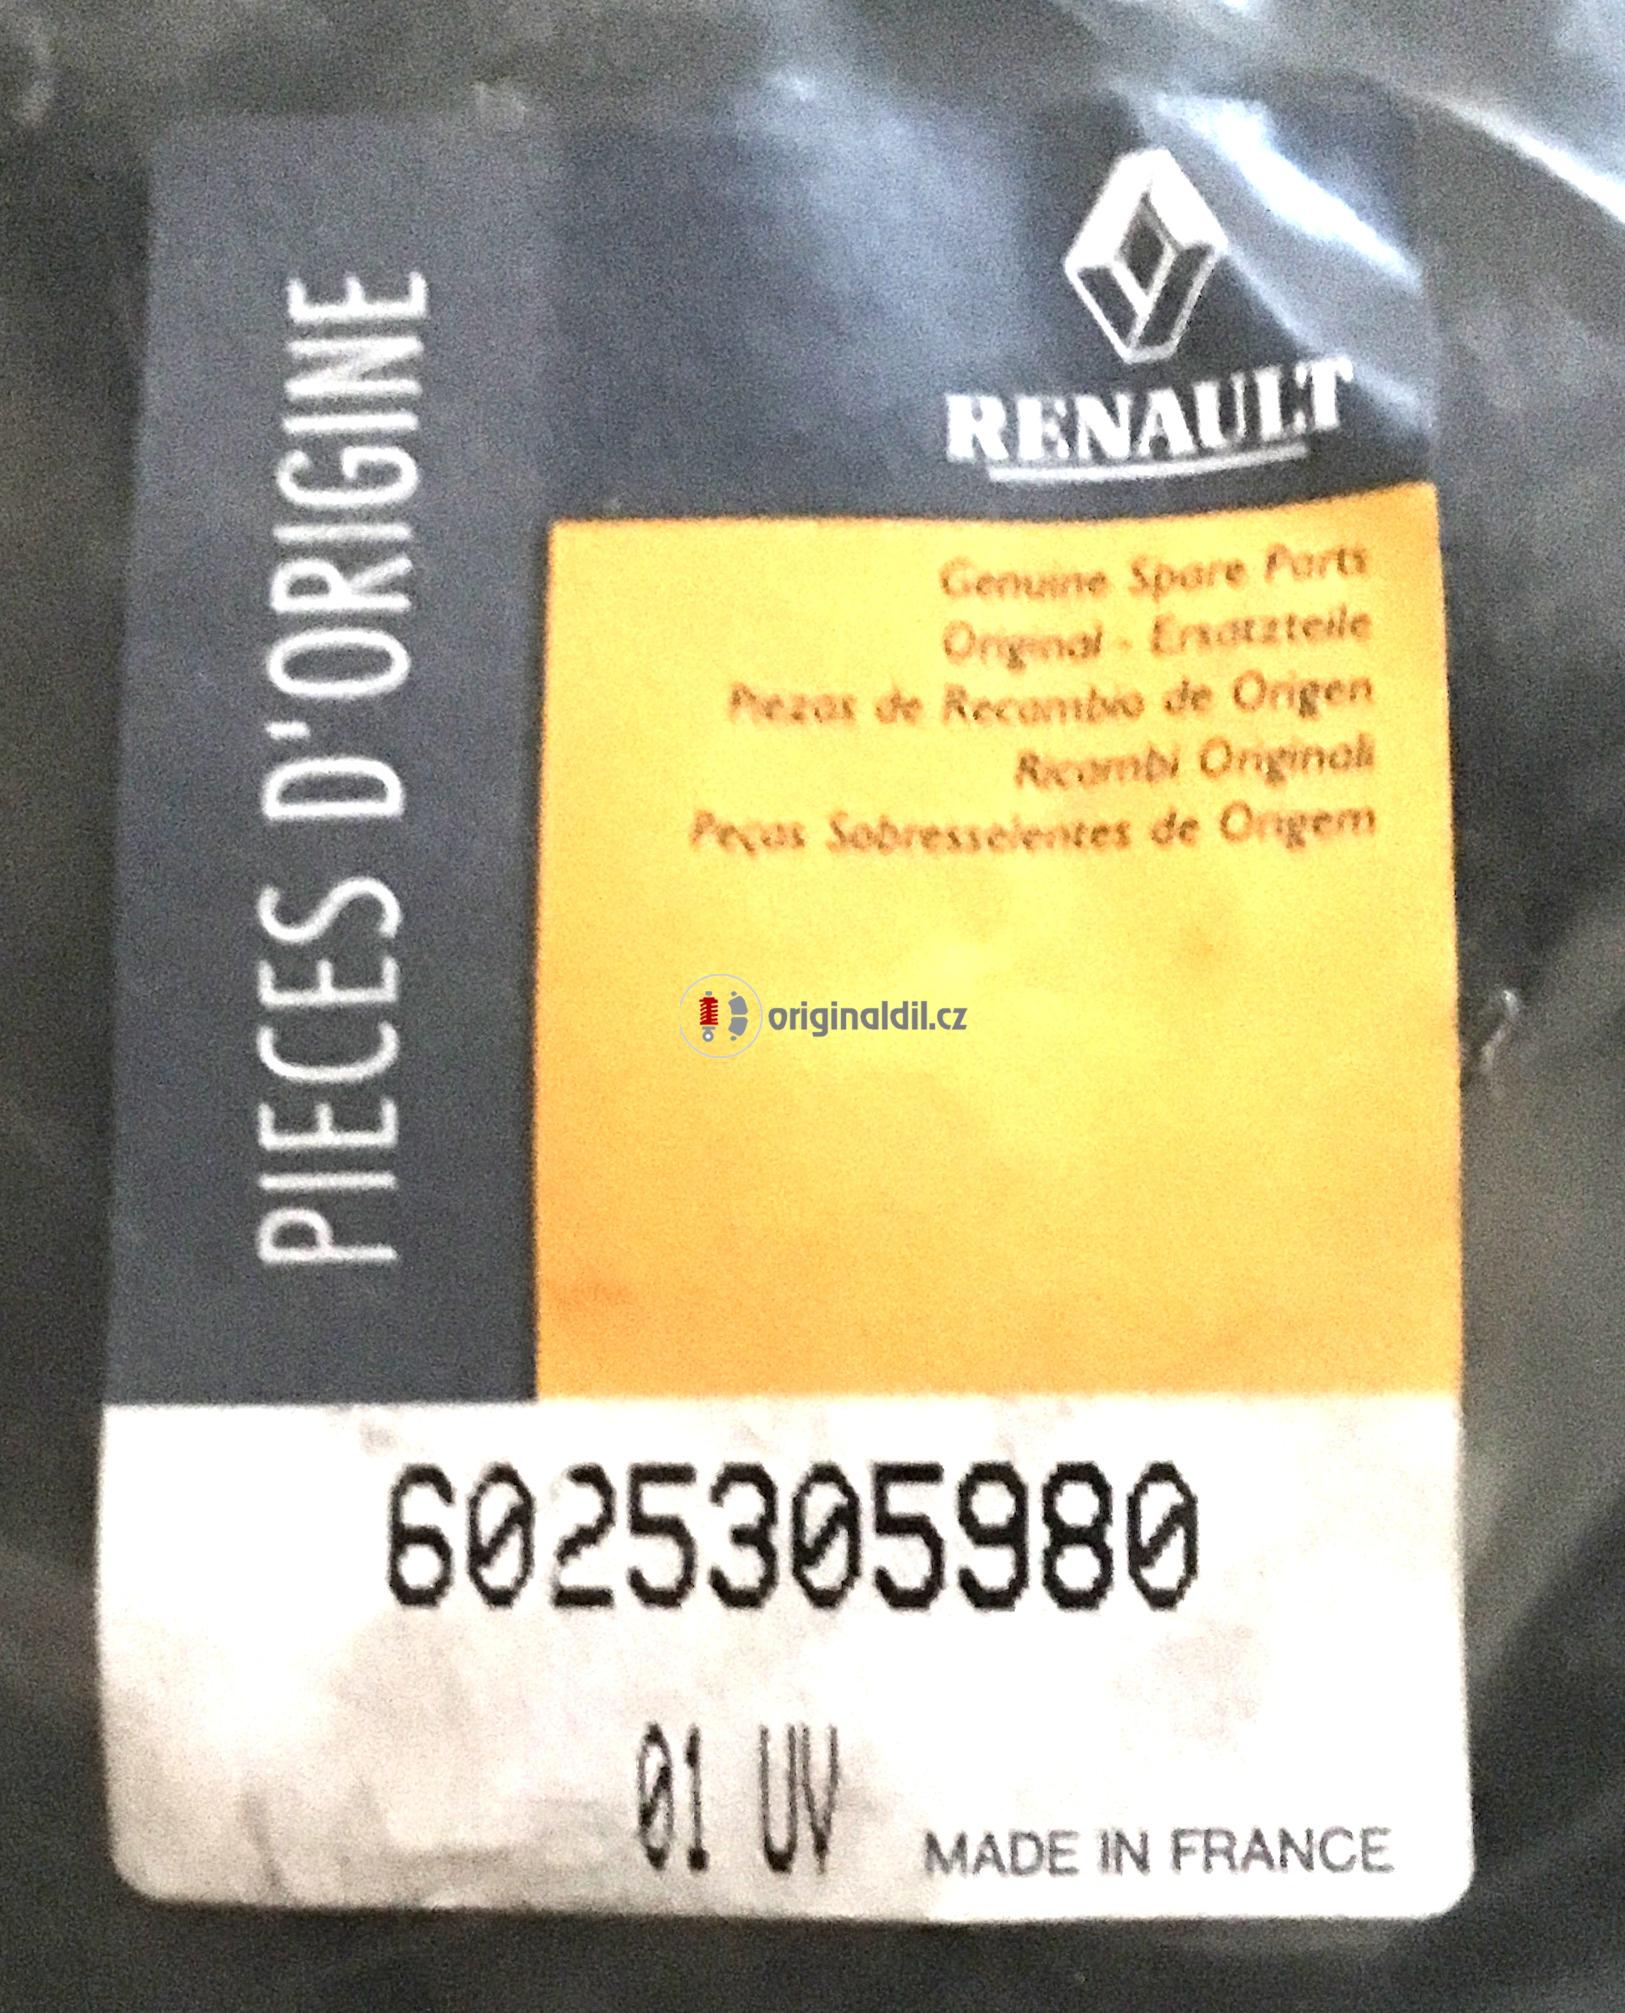 PIECES D'ORIGINE
RENAULT
Genuine Spare Parts
Original - Ersatzteile
Piezas de Recambio de Origen
Ricambi Originali
Peças Sobresselentes de Origem
originaldil.cz
6025305980
01 UV
MADE IN FRANCE